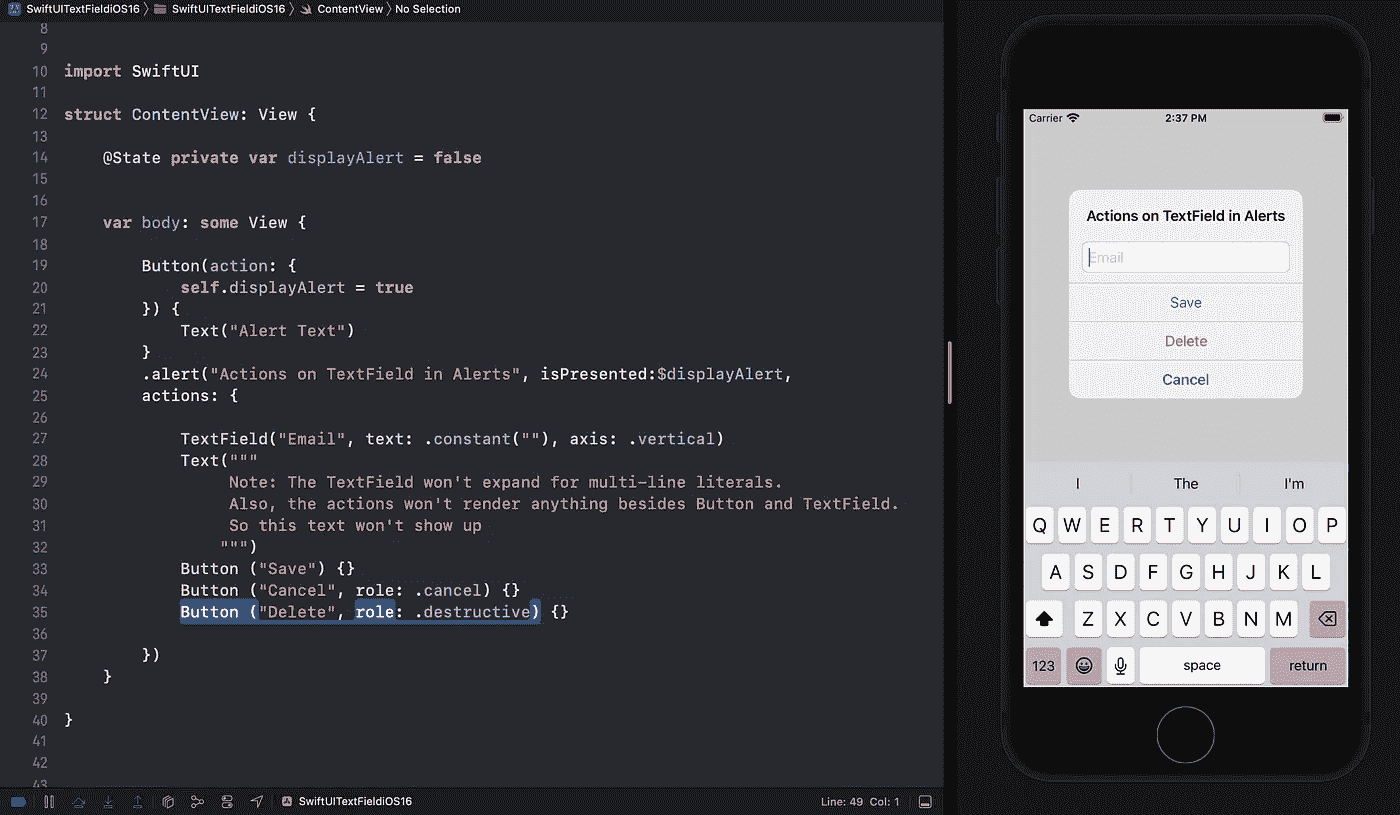 SwiftUITextFieldiOS16 〉 SwiftUITextFieldiOS16 〉 ContentView 〉 No Selection
8
9
10 import SwiftUI
11
12 struct ContentView: View {
13
14     @State private var displayAlert = false
15
16
17     var body: some View {
18
19         Button(action: {
20             self.displayAlert = true
21         }) {
22             Text("Alert Text")
23         }
24         .alert("Actions on TextField in Alerts", isPresented:$displayAlert,
25         actions: {
26
27             TextField("Email", text: .constant(""), axis: .vertical)
28             Text("""
29                  Note: The TextField won't expand for multi-line literals.
30                  Also, the actions won't render anything besides Button and TextField.
31                  So this text won't show up
32                 """)
33             Button ("Save") {}
34             Button ("Cancel", role: .cancel) {}
35             Button ("Delete", role: .destructive) {}
36
37         })
38     }
39
40 }
41
42
43
SwiftUITextFieldiOS16
Line: 49 Col: 1
Carrier 2:37 PM
Actions on TextField in Alerts
Email
Save
Delete
Cancel
I The I'm
Q W E R T Y U I O P
A S D F G H J K L
Z X C V B N M
123 space return